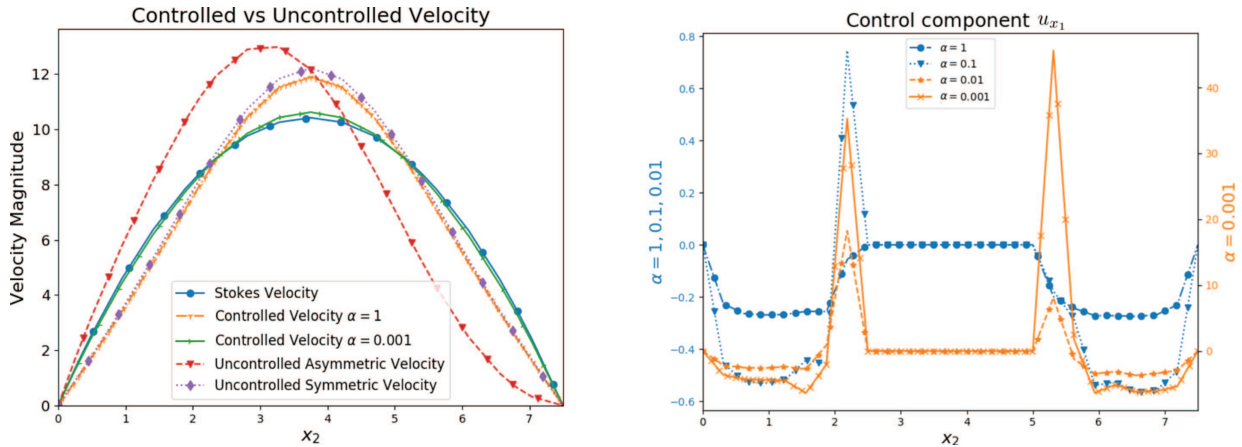 Controlled vs Uncontrolled Velocity
Velocity Magnitude
12
10
8
6
4
2
0
0 1 2 3 4 5 6 7
x₂
Stokes Velocity
Controlled Velocity α = 1
Controlled Velocity α = 0.001
Uncontrolled Asymmetric Velocity
Uncontrolled Symmetric Velocity
Control component u_{x₁}
α = 1, 0.1, 0.01
0.8
0.6
0.4
0.2
0.0
−0.2
−0.4
−0.6
0 1 2 3 4 5 6 7
x₂
α = 1
α = 0.1
α = 0.01
α = 0.001
40
30
20
10
0
α = 0.001